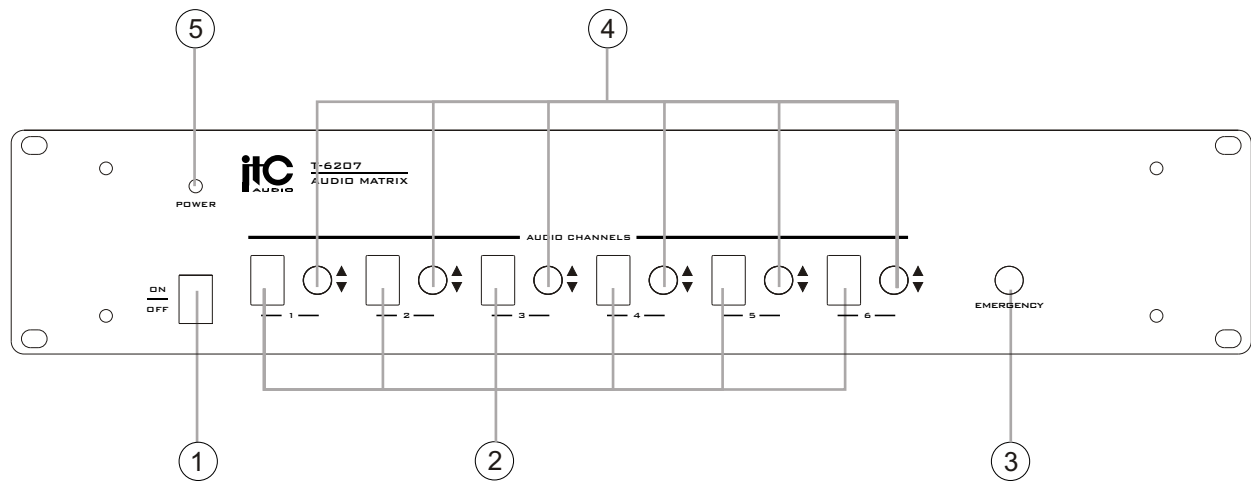 5
4
itC
AUDIO
T-6207
AUDIO MATRIX
POWER
AUDIO CHANNELS
ON
OFF
1
2
3
4
5
6
EMERGENCY
1
2
3